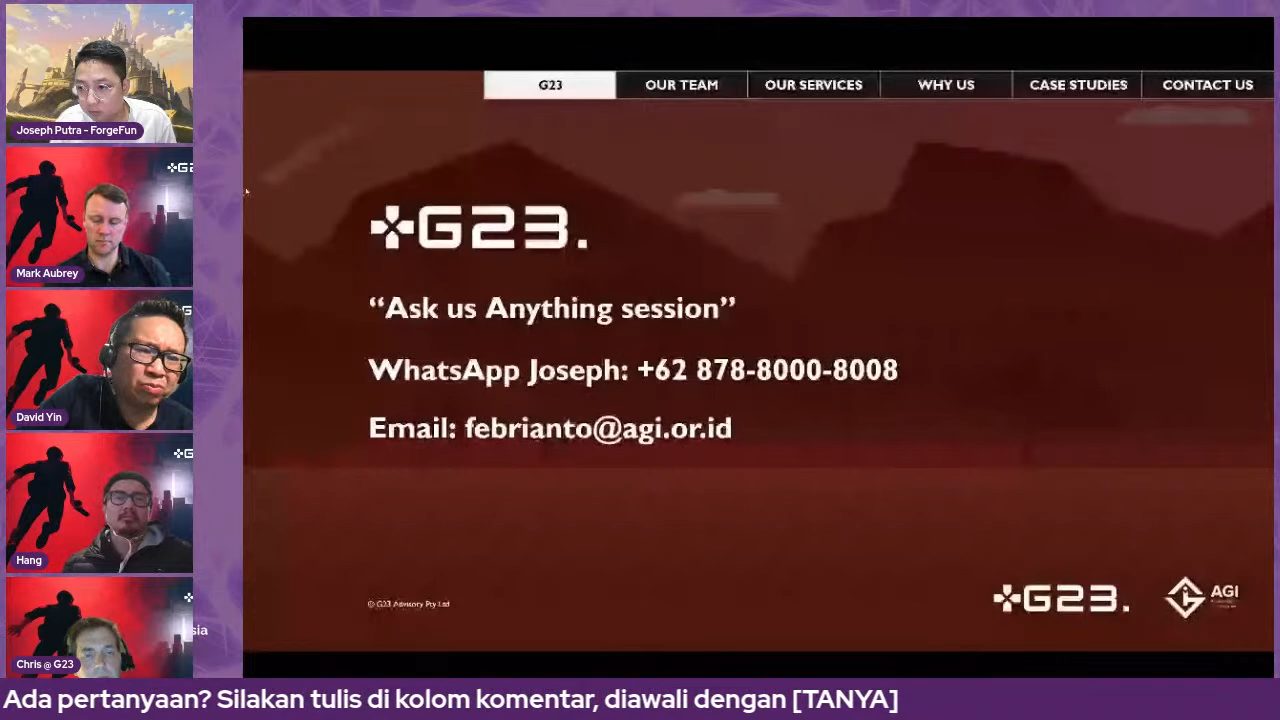 Joseph Putra - ForgeFun
G23
Mark Aubrey
David Yin
Hang
sia
Chris @ G23
G23
OUR TEAM
OUR SERVICES
WHY US
CASE STUDIES
CONTACT US
G23.
“Ask us Anything session”
WhatsApp Joseph: +62 878-8000-8008
Email: febrianto@agi.or.id
© G23 Advisory Pty Ltd
G23.
AGI
Ada pertanyaan? Silakan tulis di kolom komentar, diawali dengan [TANYA]